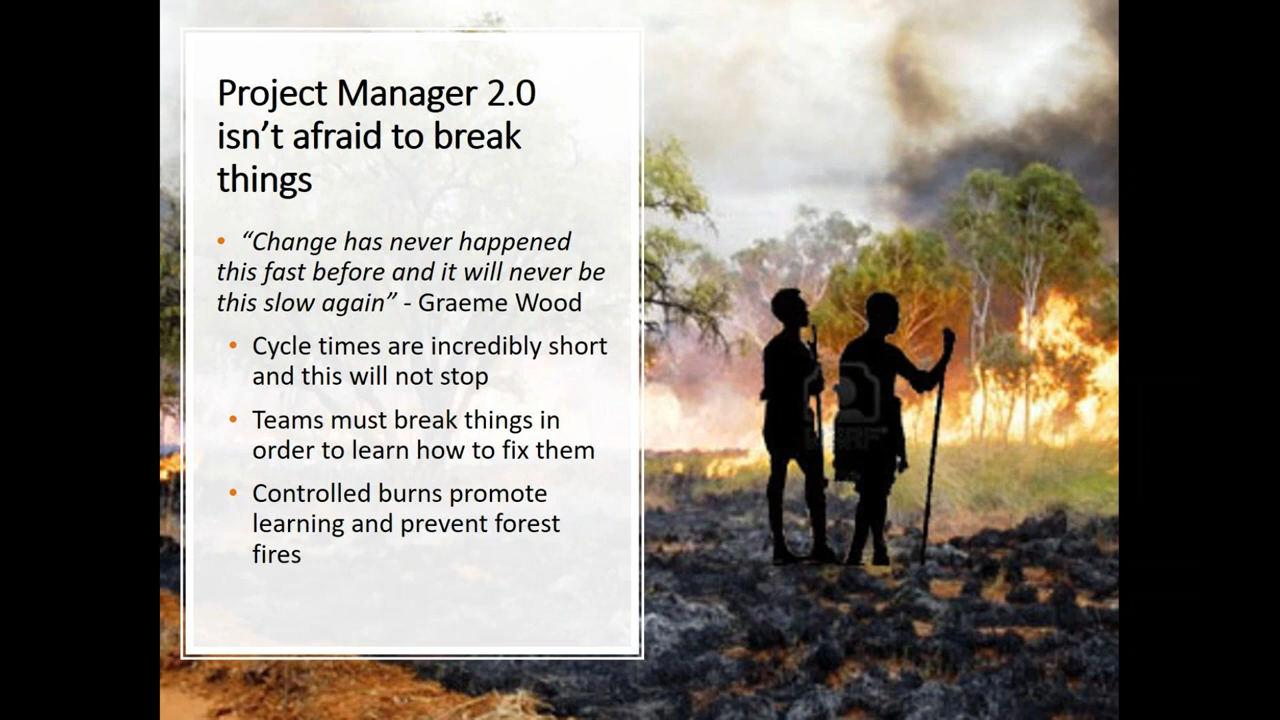 Project Manager 2.0
isn’t afraid to break
things
• “Change has never happened
this fast before and it will never be
this slow again” - Graeme Wood
• Cycle times are incredibly short
and this will not stop
• Teams must break things in
order to learn how to fix them
• Controlled burns promote
learning and prevent forest
fires